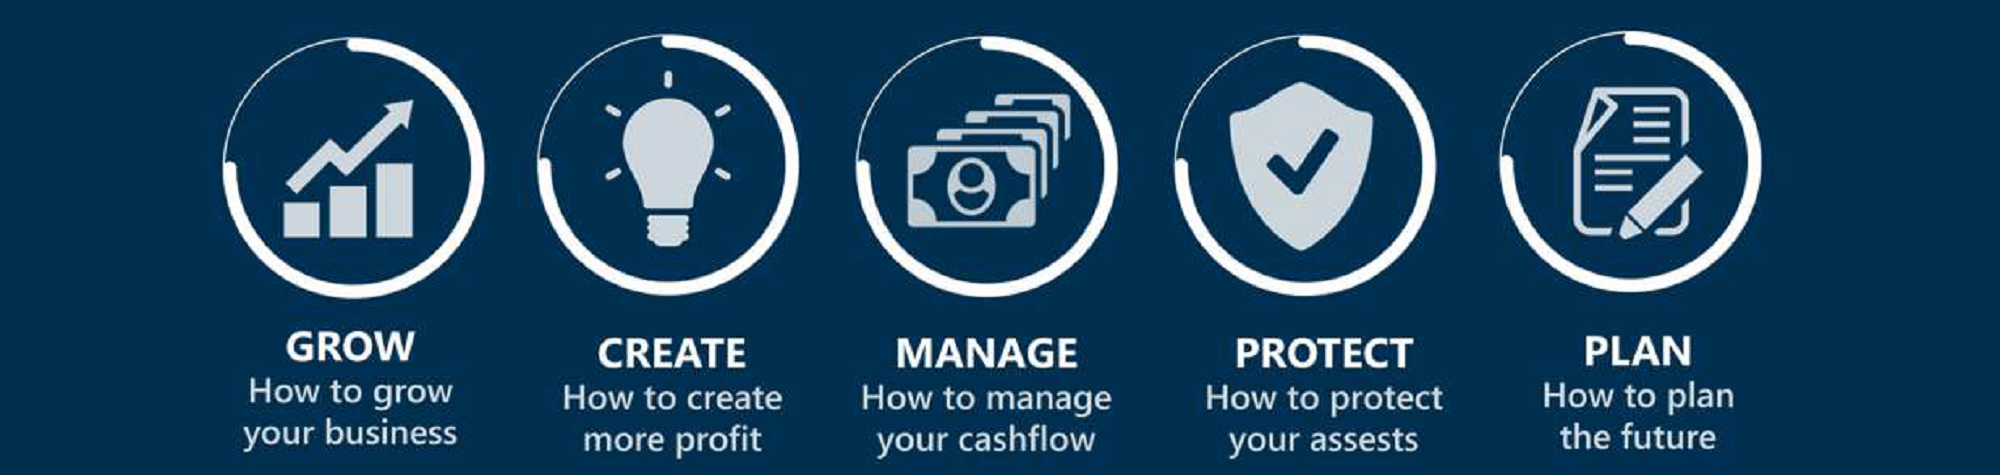 GROW
How to grow
your business
CREATE
How to create
more profit
MANAGE
How to manage
your cashflow
PROTECT
How to protect
your assests
PLAN
How to plan
the future